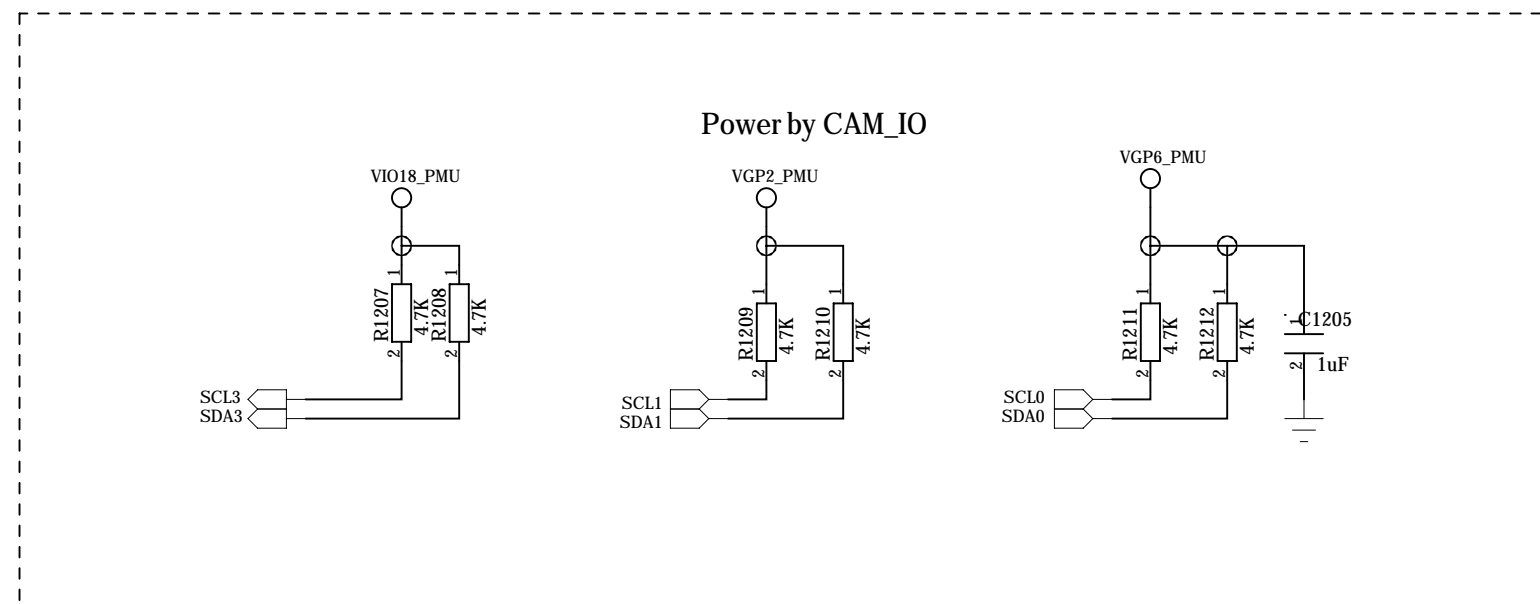 Power by CAM_IO
VIO18_PMU
VGP2_PMU
VGP6_PMU
1
1
R1207
4.7K
R1208
4.7K
2
2
SCL3
SDA3
1
1
R1209
4.7K
R1210
4.7K
2
2
SCL1
SDA1
1
1
R1211
4.7K
R1212
4.7K
2
2
SCL0
SDA0
1
C1205
2
1uF